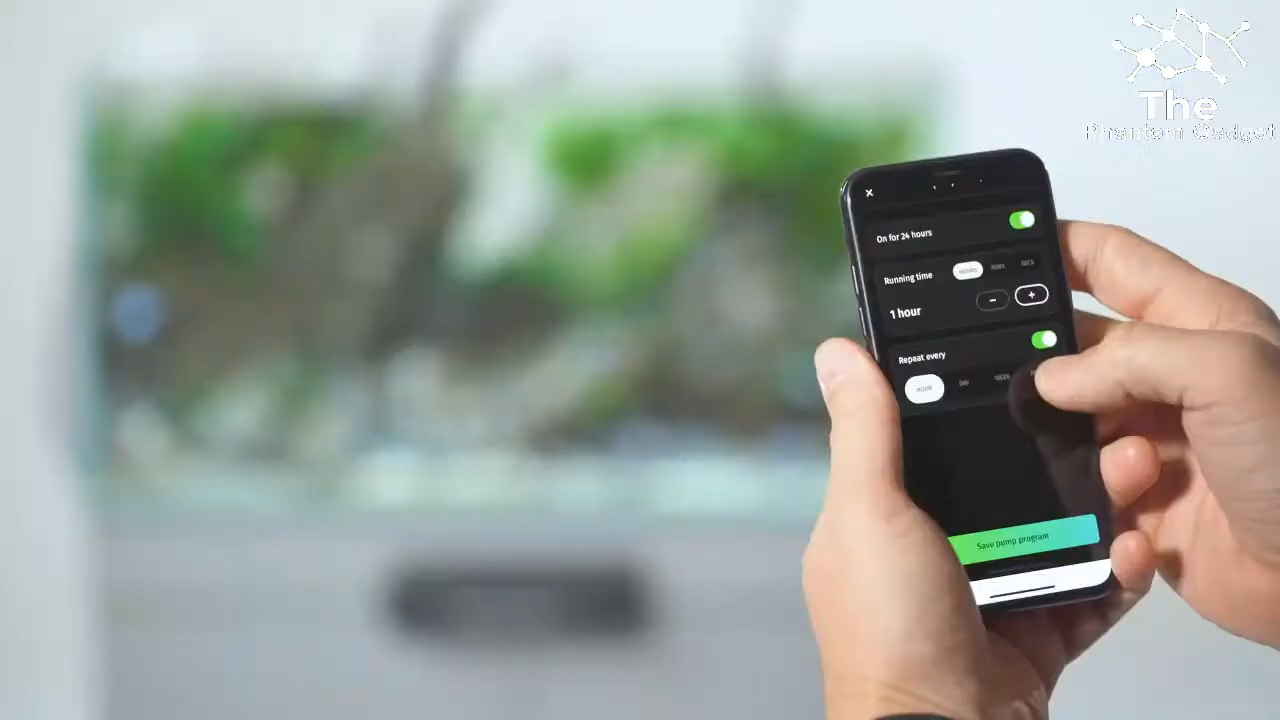 The
Phantom Gadget
×
On for 24 hours
Running time
HOURS MINS SECS
1 hour
− +
Repeat every
HOUR DAY WEEK
Save pump program